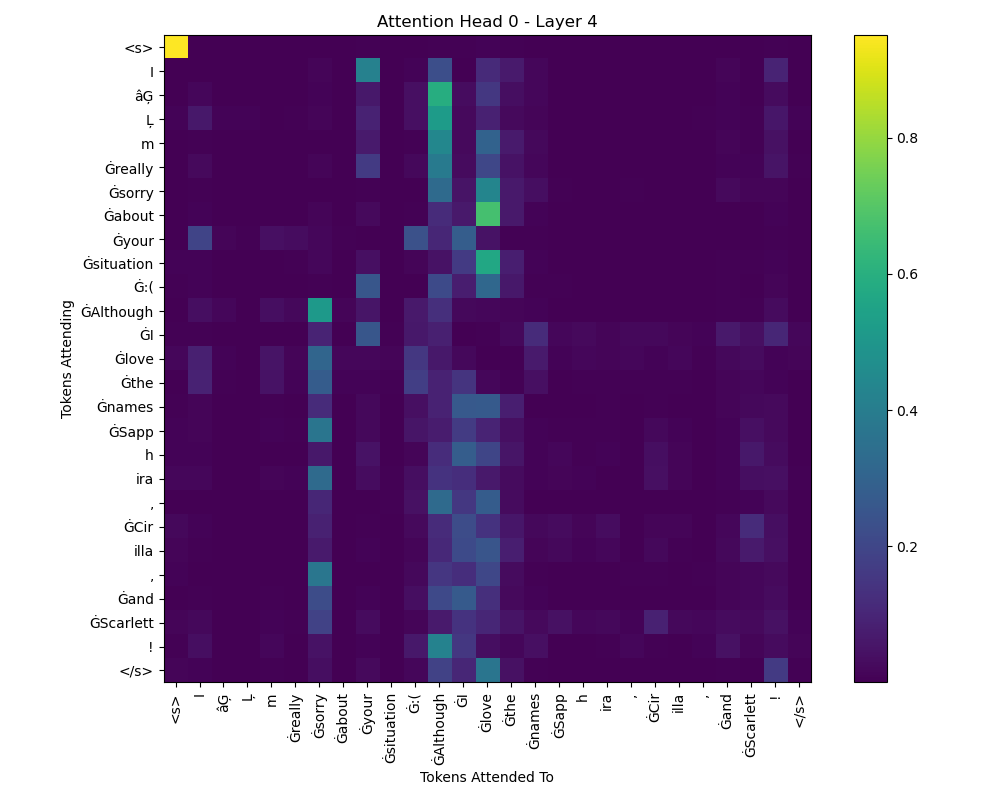 Attention Head 0 - Layer 4
Tokens Attending
<s>
I
âĢ
Ļ
m
Ġreally
Ġsorry
Ġabout
Ġyour
Ġsituation
Ġ:(
ĠAlthough
ĠI
Ġlove
Ġthe
Ġnames
ĠSapp
h
ira
,
ĠCir
illa
,
Ġand
ĠScarlett
!
</s>
<s>
I
âĢ
Ļ
m
Ġreally
Ġsorry
Ġabout
Ġyour
Ġsituation
Ġ:(
ĠAlthough
ĠI
Ġlove
Ġthe
Ġnames
ĠSapp
h
ira
,
ĠCir
illa
,
Ġand
ĠScarlett
!
</s>
Tokens Attended To
0.8
0.6
0.4
0.2